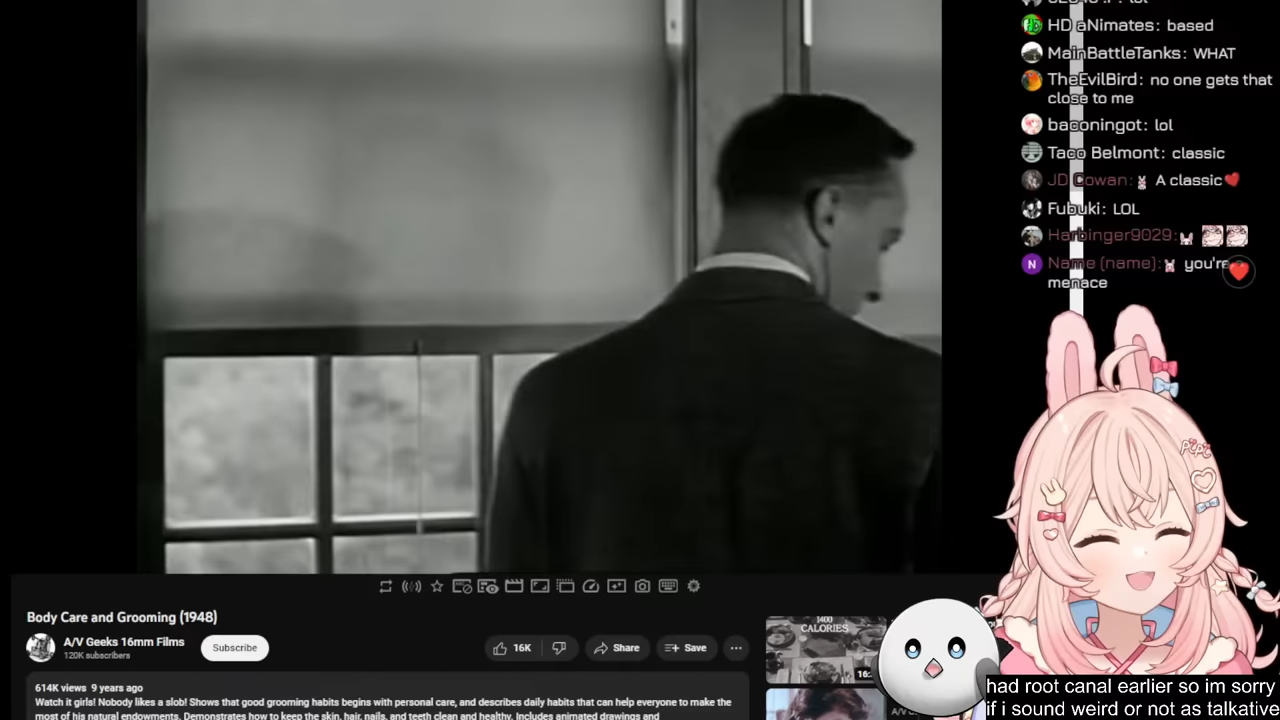 HD aNimates: based
MainBattleTanks: WHAT
TheEvilBird: no one gets that
close to me
baconingot: lol
Taco Belmont: classic
JD Cowan: A classic
Fubuki: LOL
Harbinger9029:
N Name (name): you're
menace
PiPi
Body Care and Grooming (1948)
A/V Geeks 16mm Films
120K subscribers
Subscribe
16K
Share
Save
1400
CALORIES
16:
614K views 9 years ago
Watch it girls! Nobody likes a slob! Shows that good grooming habits begins with personal care, and describes daily habits that can help everyone to make the
most of his natural endowments. Demonstrates how to keep the skin, hair, nails, and teeth clean and healthy. Includes animated drawings and
A/V G
had root canal earlier so im sorry
if i sound weird or not as talkative